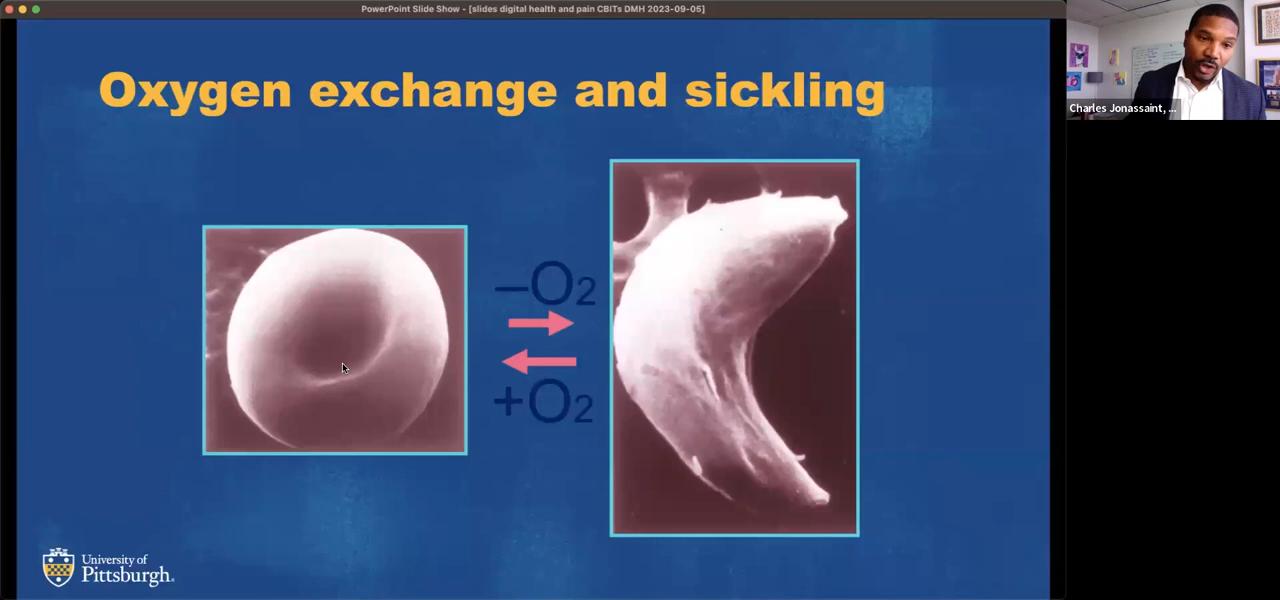 PowerPoint Slide Show - [slides digital health and pain CBITs DMH 2023-09-05]
Oxygen exchange and sickling
–O2
+O2
University of
Pittsburgh.
Charles Jonassaint, ...